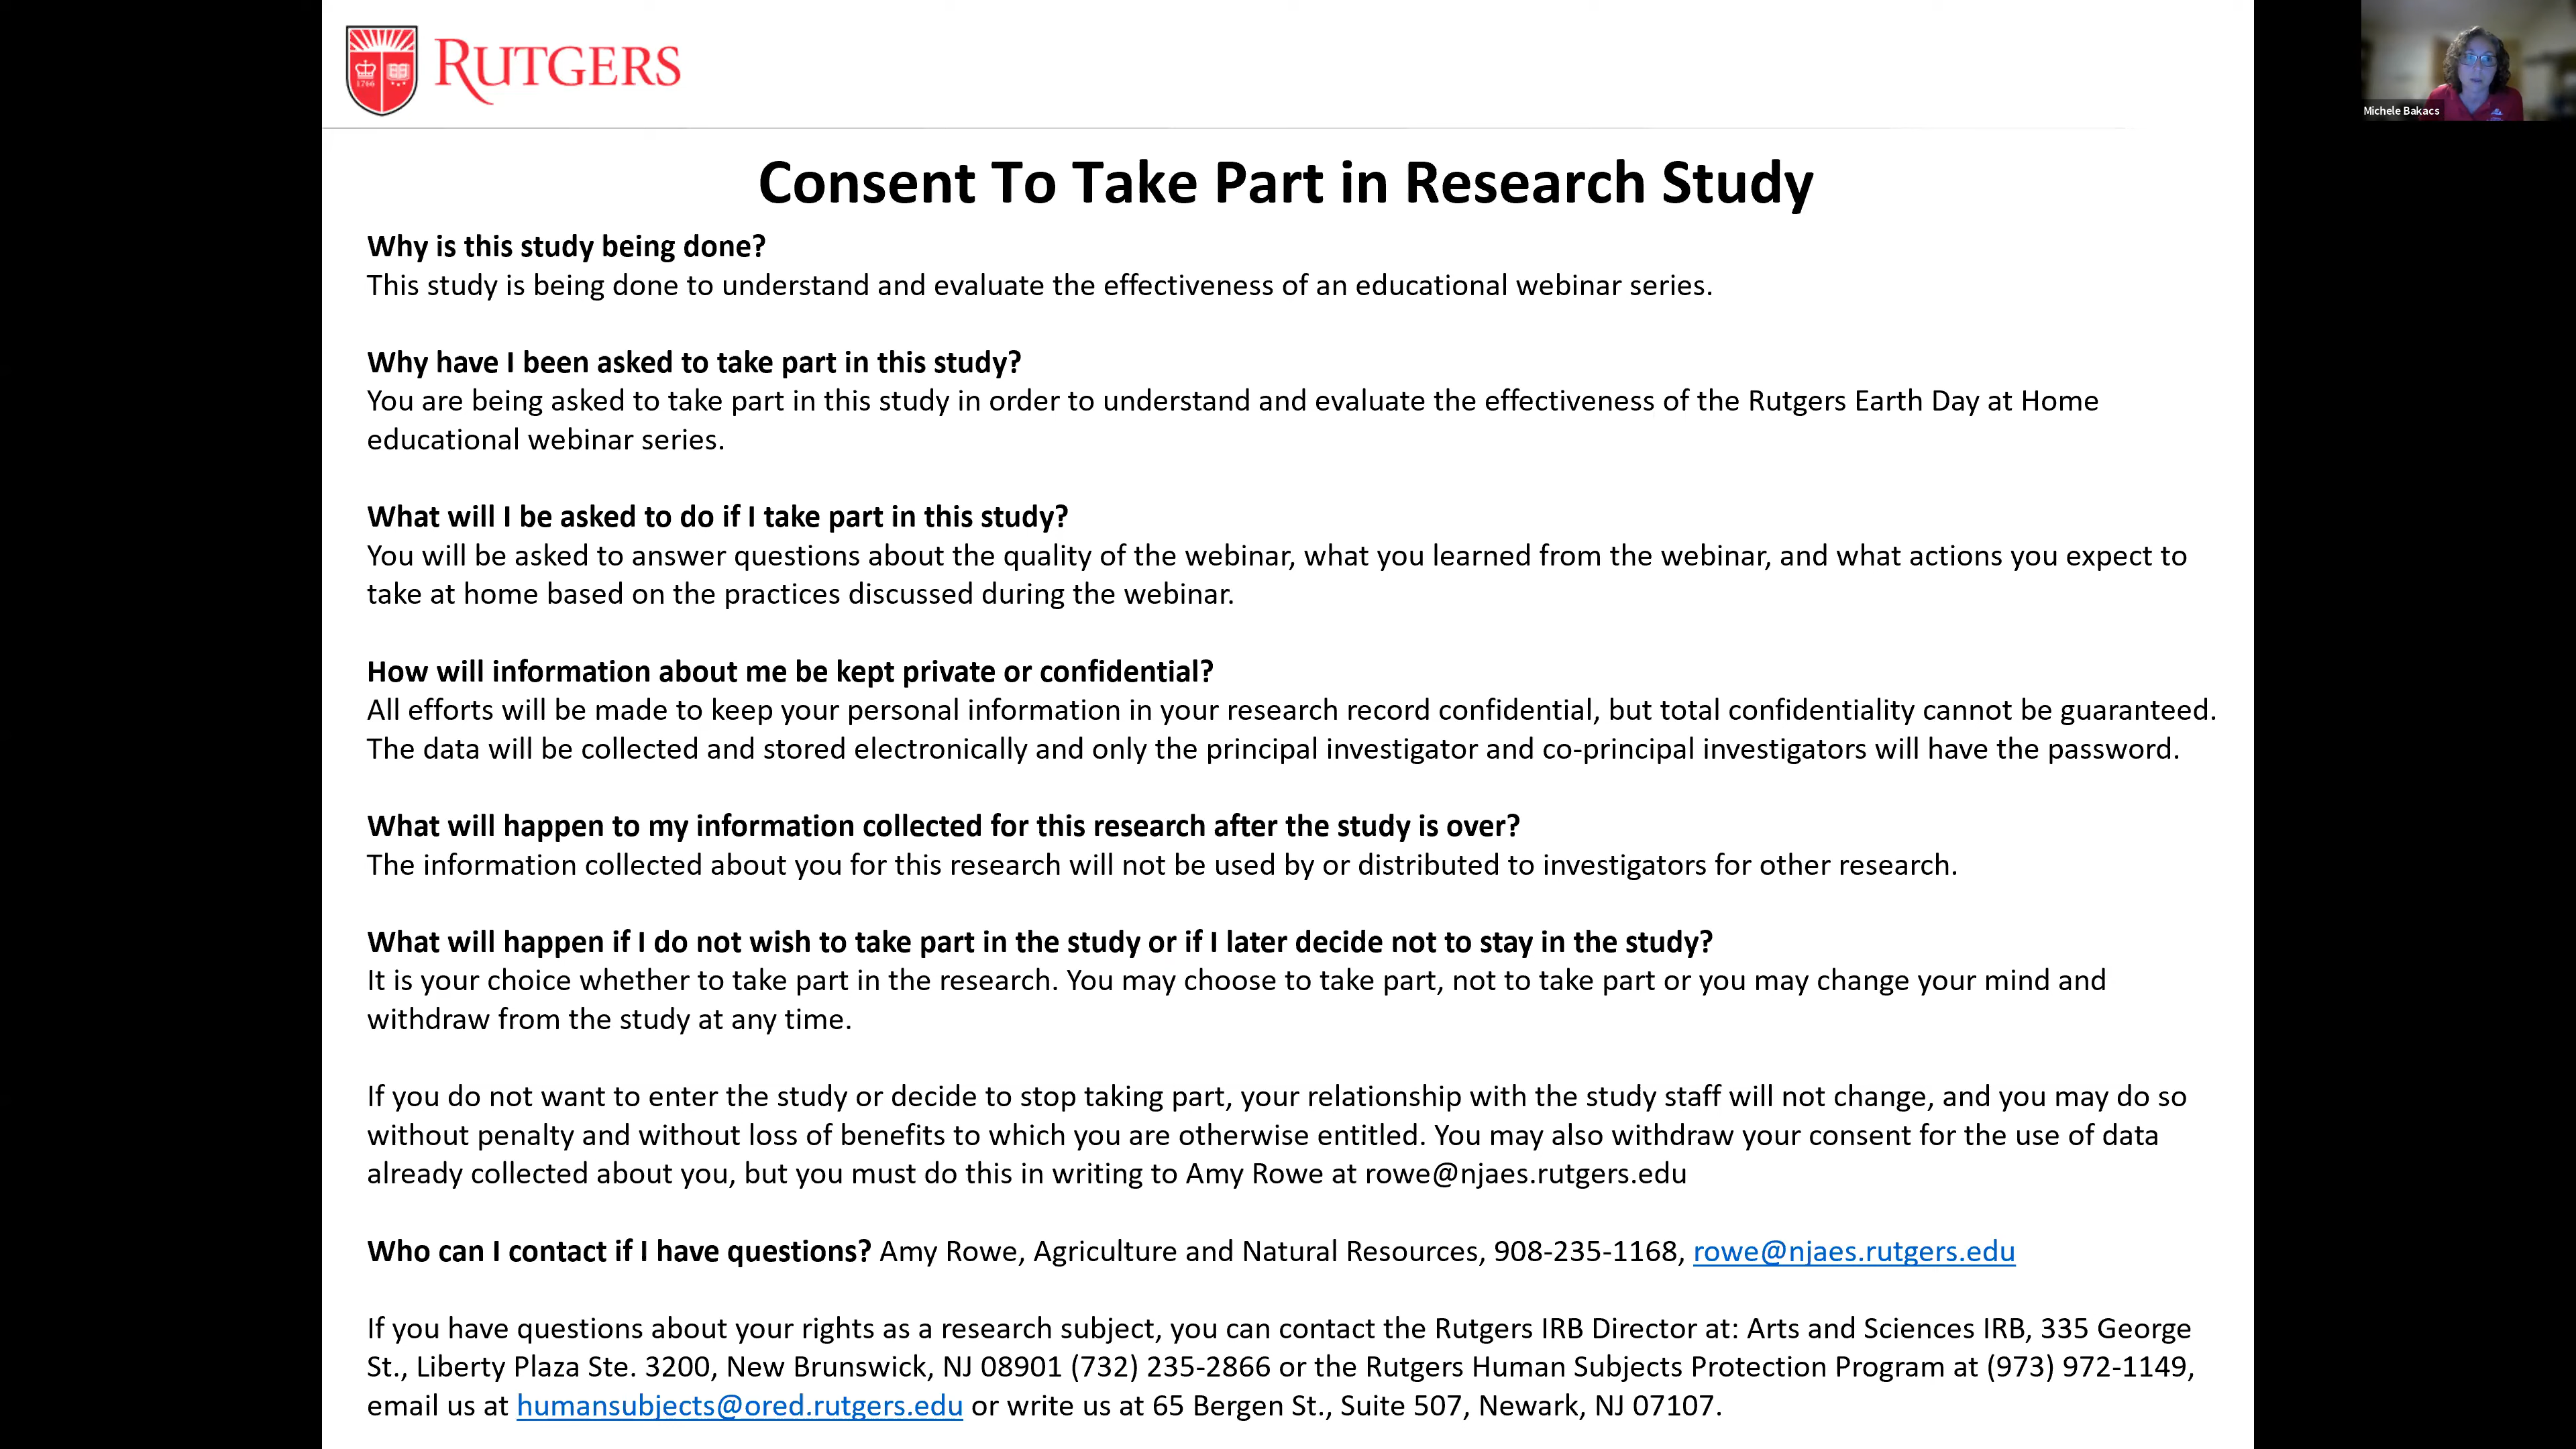 1766
RUTGERS
Michele Bakacs
Consent To Take Part in Research Study
Why is this study being done?
This study is being done to understand and evaluate the effectiveness of an educational webinar series.
Why have I been asked to take part in this study?
You are being asked to take part in this study in order to understand and evaluate the effectiveness of the Rutgers Earth Day at Home
educational webinar series.
What will I be asked to do if I take part in this study?
You will be asked to answer questions about the quality of the webinar, what you learned from the webinar, and what actions you expect to
take at home based on the practices discussed during the webinar.
How will information about me be kept private or confidential?
All efforts will be made to keep your personal information in your research record confidential, but total confidentiality cannot be guaranteed.
The data will be collected and stored electronically and only the principal investigator and co-principal investigators will have the password.
What will happen to my information collected for this research after the study is over?
The information collected about you for this research will not be used by or distributed to investigators for other research.
What will happen if I do not wish to take part in the study or if I later decide not to stay in the study?
It is your choice whether to take part in the research. You may choose to take part, not to take part or you may change your mind and
withdraw from the study at any time.
If you do not want to enter the study or decide to stop taking part, your relationship with the study staff will not change, and you may do so
without penalty and without loss of benefits to which you are otherwise entitled. You may also withdraw your consent for the use of data
already collected about you, but you must do this in writing to Amy Rowe at rowe@njaes.rutgers.edu
Who can I contact if I have questions? Amy Rowe, Agriculture and Natural Resources, 908-235-1168, rowe@njaes.rutgers.edu
If you have questions about your rights as a research subject, you can contact the Rutgers IRB Director at: Arts and Sciences IRB, 335 George
St., Liberty Plaza Ste. 3200, New Brunswick, NJ 08901 (732) 235-2866 or the Rutgers Human Subjects Protection Program at (973) 972-1149,
email us at humansubjects@ored.rutgers.edu or write us at 65 Bergen St., Suite 507, Newark, NJ 07107.